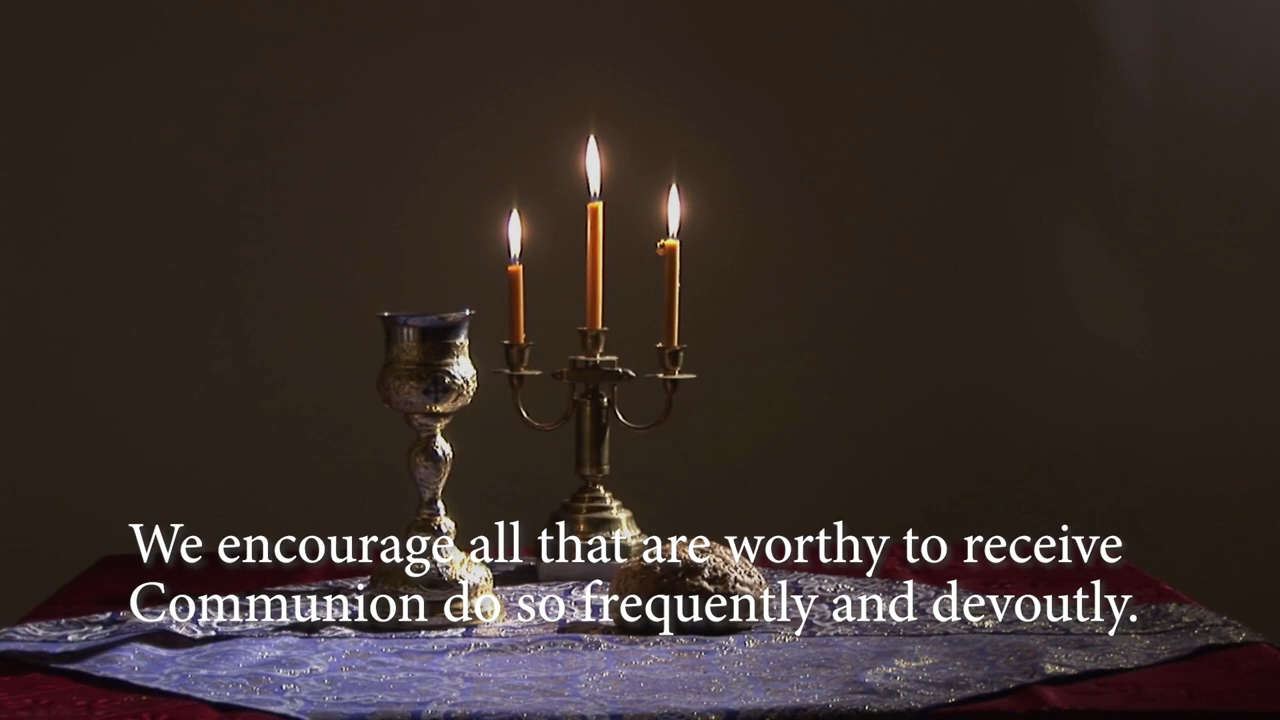 We encourage all that are worthy to receive
Communion do so frequently and devoutly.